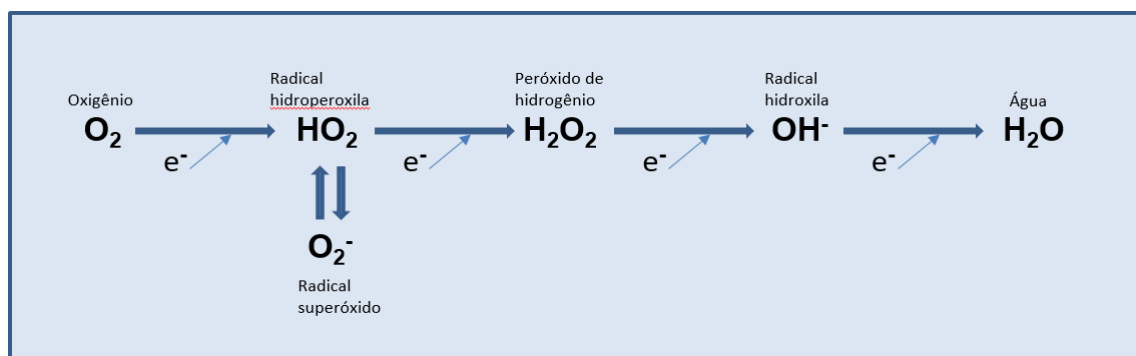 Oxigênio
O₂
e⁻
Radical
hidroperoxila
HO₂
e⁻
Peróxido de
hidrogênio
H₂O₂
e⁻
Radical
hidroxila
OH⁻
e⁻
Água
H₂O
O₂⁻
Radical
superóxido